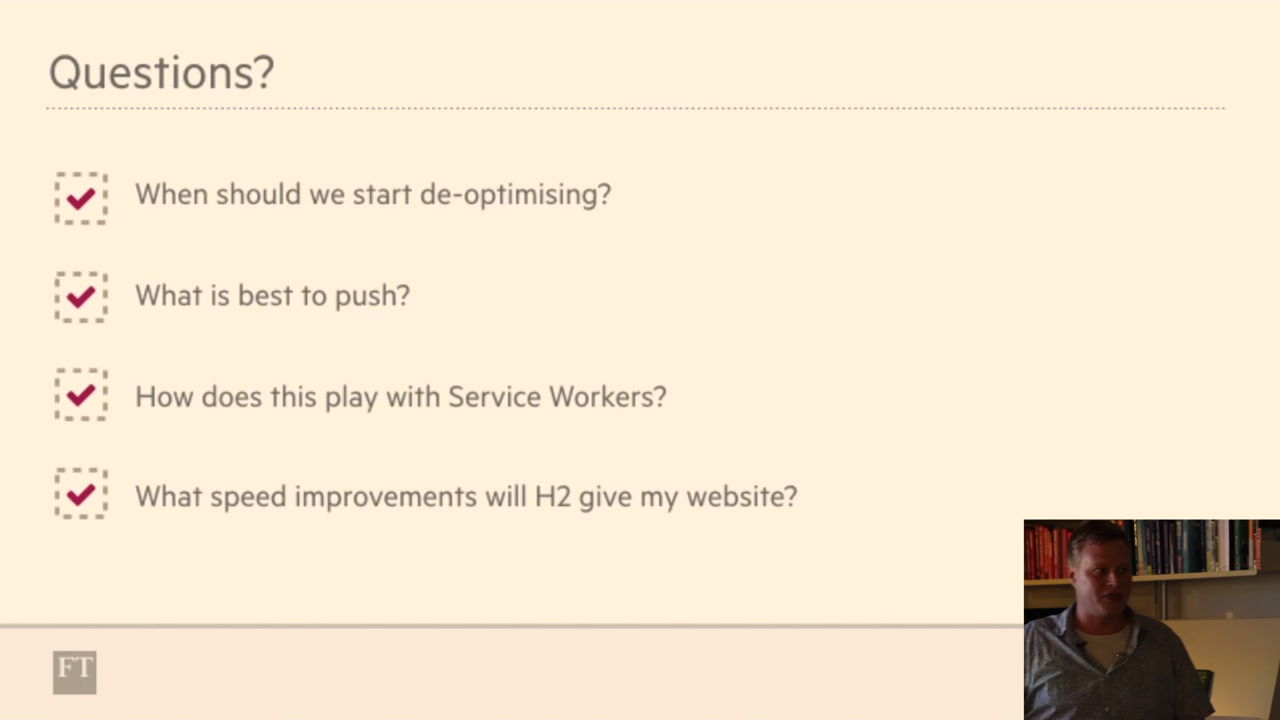 Questions?
When should we start de-optimising?
What is best to push?
How does this play with Service Workers?
What speed improvements will H2 give my website?
FT